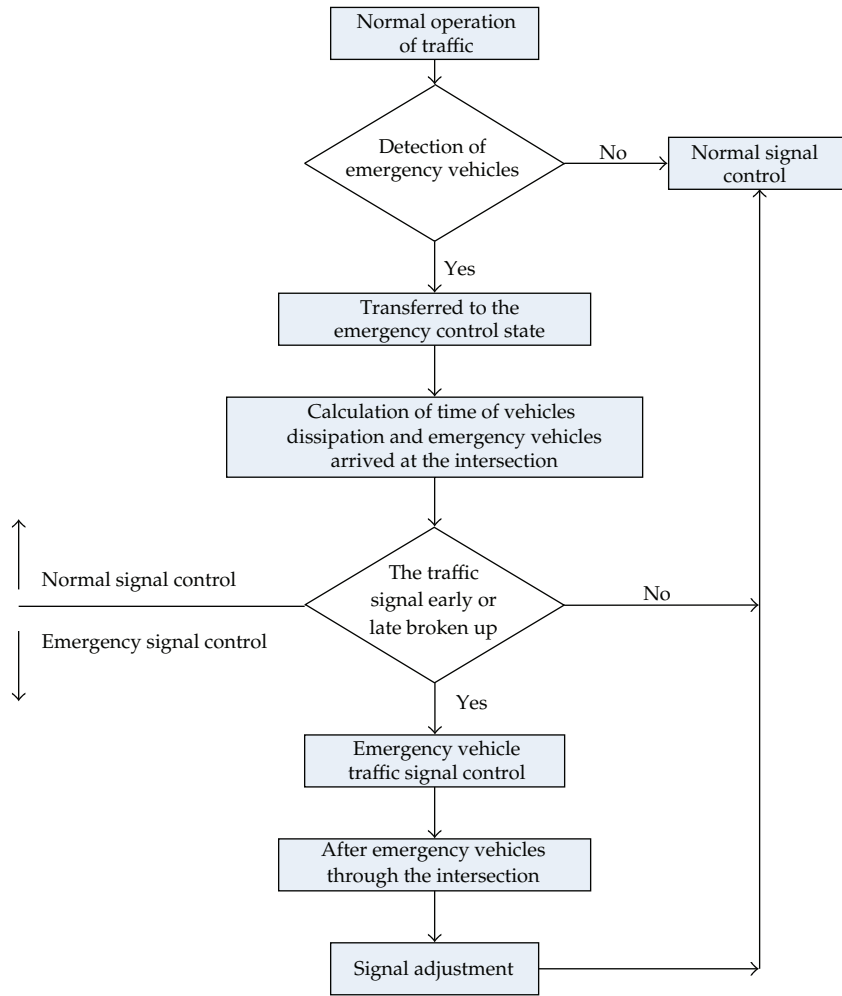 Normal operation
of traffic
Detection of
emergency vehicles
No
Normal signal
control
Yes
Transferred to the
emergency control state
Calculation of time of vehicles
dissipation and emergency vehicles
arrived at the intersection
Normal signal control
Emergency signal control
The traffic
signal early or
late broken up
No
Yes
Emergency vehicle
traffic signal control
After emergency vehicles
through the intersection
Signal adjustment